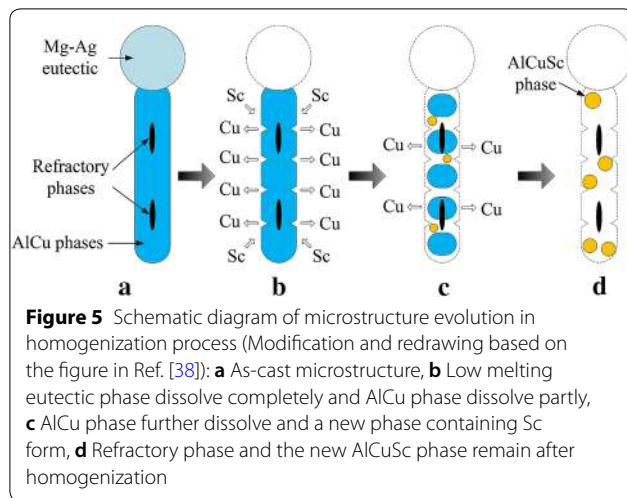 Mg-Ag
eutectic
Refractory
phases
AlCu phases
a
Sc Sc
Cu Cu
Cu Cu
Cu Cu
Cu Cu
Sc Sc
b
Cu Cu
Cu Cu
c
AlCuSc
phase
d
Figure 5 Schematic diagram of microstructure evolution in
homogenization process (Modification and redrawing based on
the figure in Ref. [38]): a As-cast microstructure, b Low melting
eutectic phase dissolve completely and AlCu phase dissolve partly,
c AlCu phase further dissolve and a new phase containing Sc
form, d Refractory phase and the new AlCuSc phase remain after
homogenization